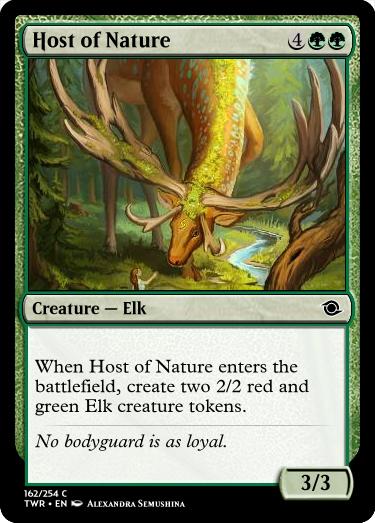 Host of Nature 4
Creature — Elk
When Host of Nature enters the
battlefield, create two 2/2 red and
green Elk creature tokens.
No bodyguard is as loyal.
3/3
162/254 C
TWR • EN Alexandra Semushina